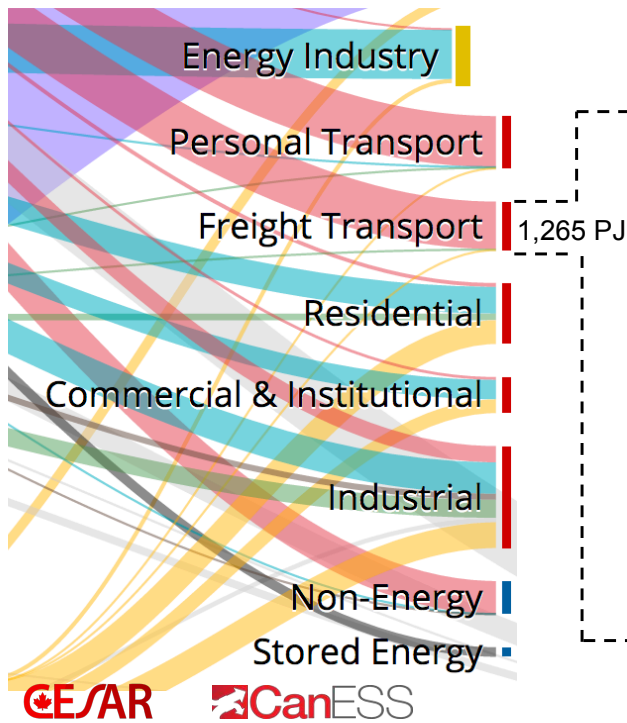 Energy Industry
Personal Transport
Freight Transport
1,265 PJ
Residential
Commercial & Institutional
Industrial
Non-Energy
Stored Energy
CESAR
CanESS